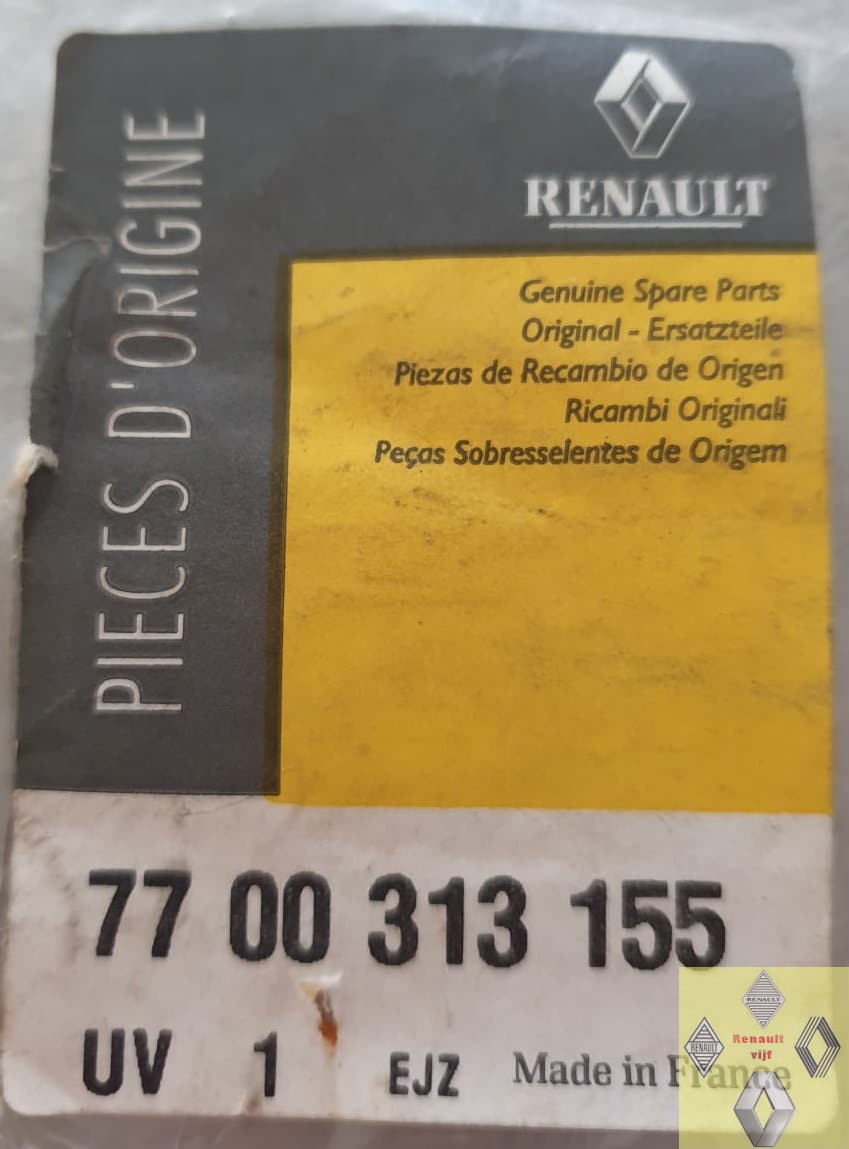 PIECES D'ORIGINE
RENAULT
Genuine Spare Parts
Original - Ersatzteile
Piezas de Recambio de Origen
Ricambi Originali
Peças Sobresselentes de Origem
77 00 313 155
UV 1 EJZ Made in France
RENAULT
RENAULT
Renault
vijf